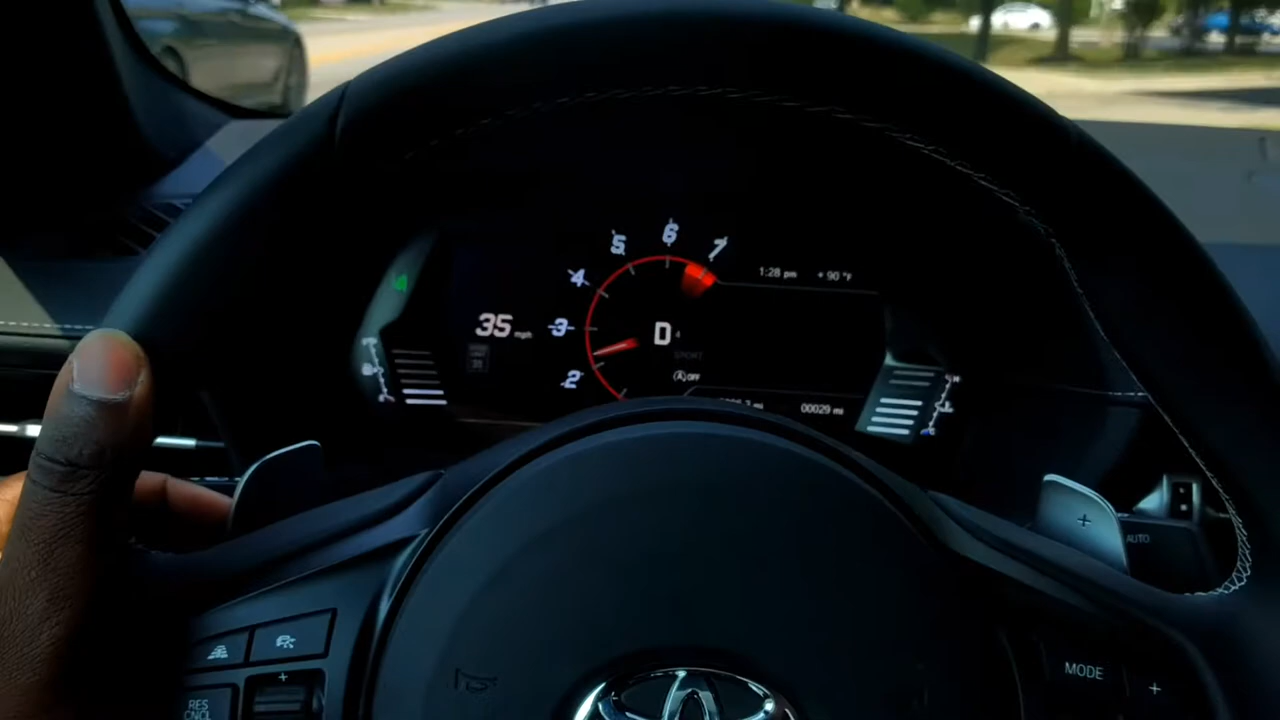 6
5
7
4
1:28 pm
+ 90 °F
35 mph
3
D 4
SPORT
2
(A)OFF
00029 mi
+
AUTO
+
RES
CNCL
MODE
+